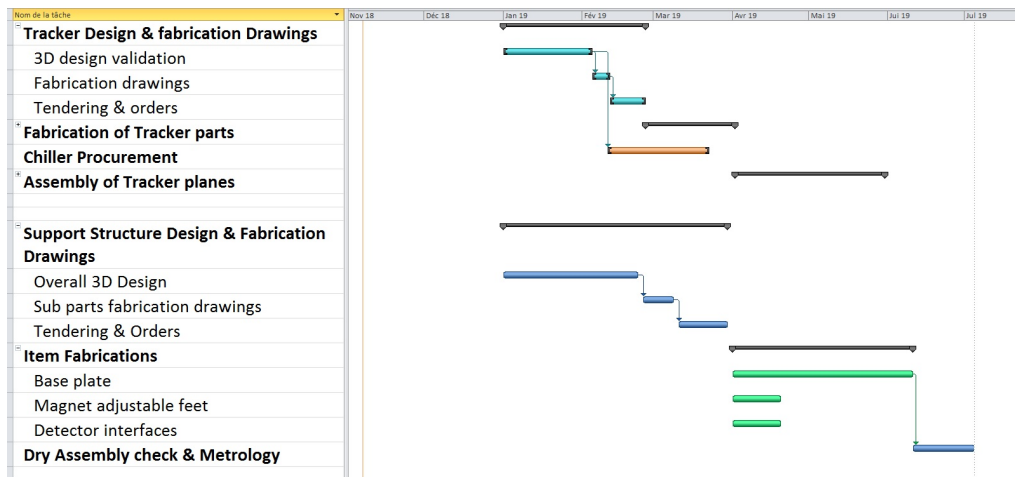 Nom de la tâche
Nov 18 Déc 18 Jan 19 Fév 19 Mar 19 Avr 19 Mai 19 Jui 19 Jul 19
Tracker Design & fabrication Drawings
3D design validation
Fabrication drawings
Tendering & orders
Fabrication of Tracker parts
Chiller Procurement
Assembly of Tracker planes
Support Structure Design & Fabrication
Drawings
Overall 3D Design
Sub parts fabrication drawings
Tendering & Orders
Item Fabrications
Base plate
Magnet adjustable feet
Detector interfaces
Dry Assembly check & Metrology